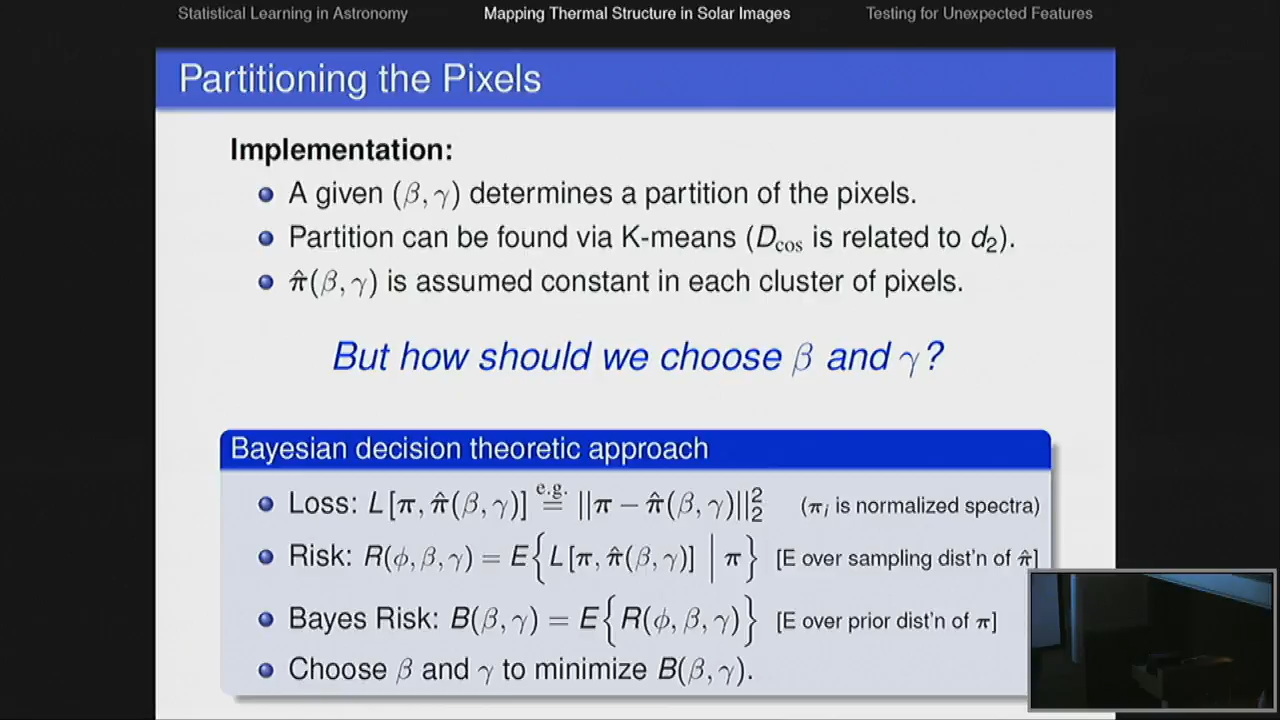 Statistical Learning in Astronomy Mapping Thermal Structure in Solar Images Testing for Unexpected Features
Partitioning the Pixels
Implementation:
A given (β, γ) determines a partition of the pixels.
Partition can be found via K-means (D_cos is related to d₂).
π̂(β, γ) is assumed constant in each cluster of pixels.
But how should we choose β and γ?
Bayesian decision theoretic approach
Loss: L[π, π̂(β, γ)] e.g. = ||π − π̂(β, γ)||²₂ (πᵢ is normalized spectra)
Risk: R(ϕ, β, γ) = E{L[π, π̂(β, γ)] | π} [E over sampling dist'n of π̂]
Bayes Risk: B(β, γ) = E{R(ϕ, β, γ)} [E over prior dist'n of π]
Choose β and γ to minimize B(β, γ).